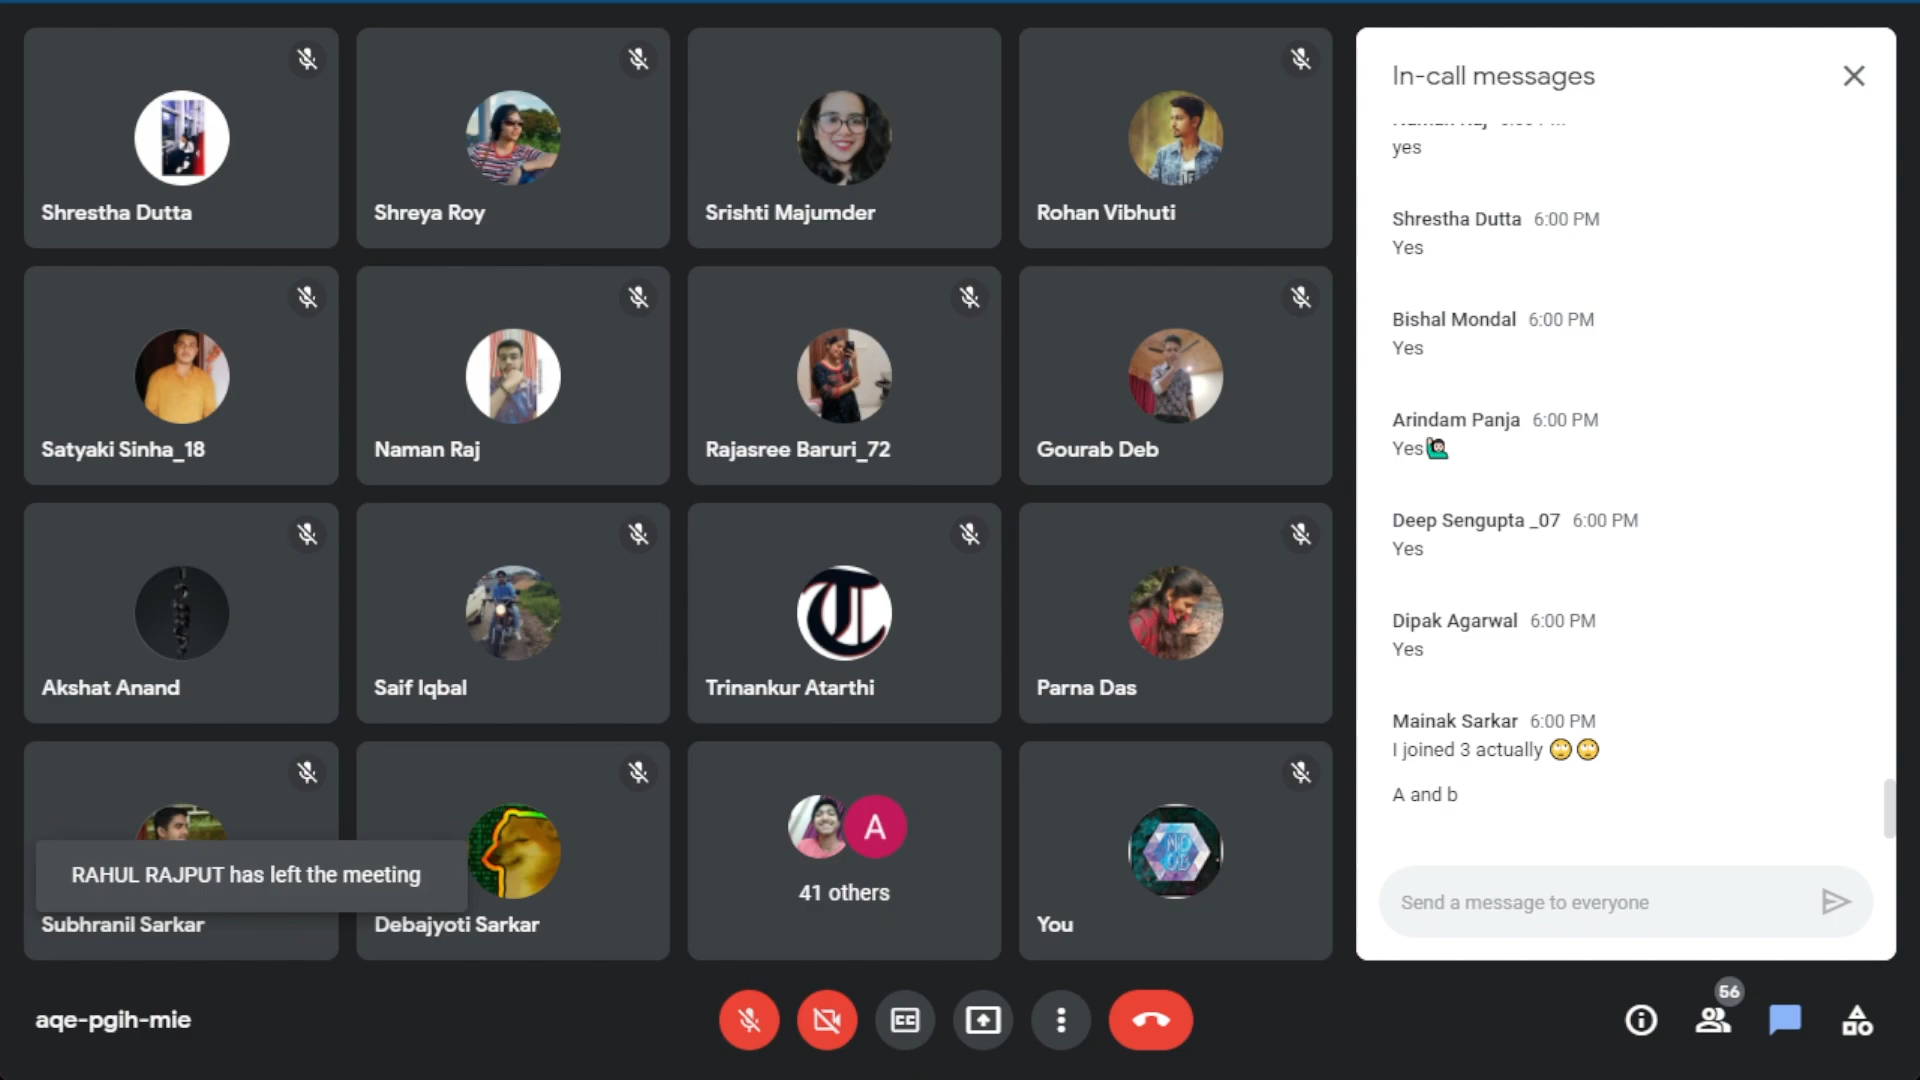 Shrestha Dutta
Shreya Roy
Srishti Majumder
Rohan Vibhuti
Satyaki Sinha_18
Naman Raj
Rajasree Baruri_72
Gourab Deb
Akshat Anand
Saif Iqbal
Trinankur Atarthi
Parna Das
RAHUL RAJPUT has left the meeting
Subhranil Sarkar
Debajyoti Sarkar
A
41 others
NO
OB
You
In-call messages
yes
Shrestha Dutta 6:00 PM
Yes
Bishal Mondal 6:00 PM
Yes
Arindam Panja 6:00 PM
Yes🙋🏻‍♂️
Deep Sengupta _07 6:00 PM
Yes
Dipak Agarwal 6:00 PM
Yes
Mainak Sarkar 6:00 PM
I joined 3 actually 🙄🙄
A and b
Send a message to everyone
aqe-pgih-mie
CC
56